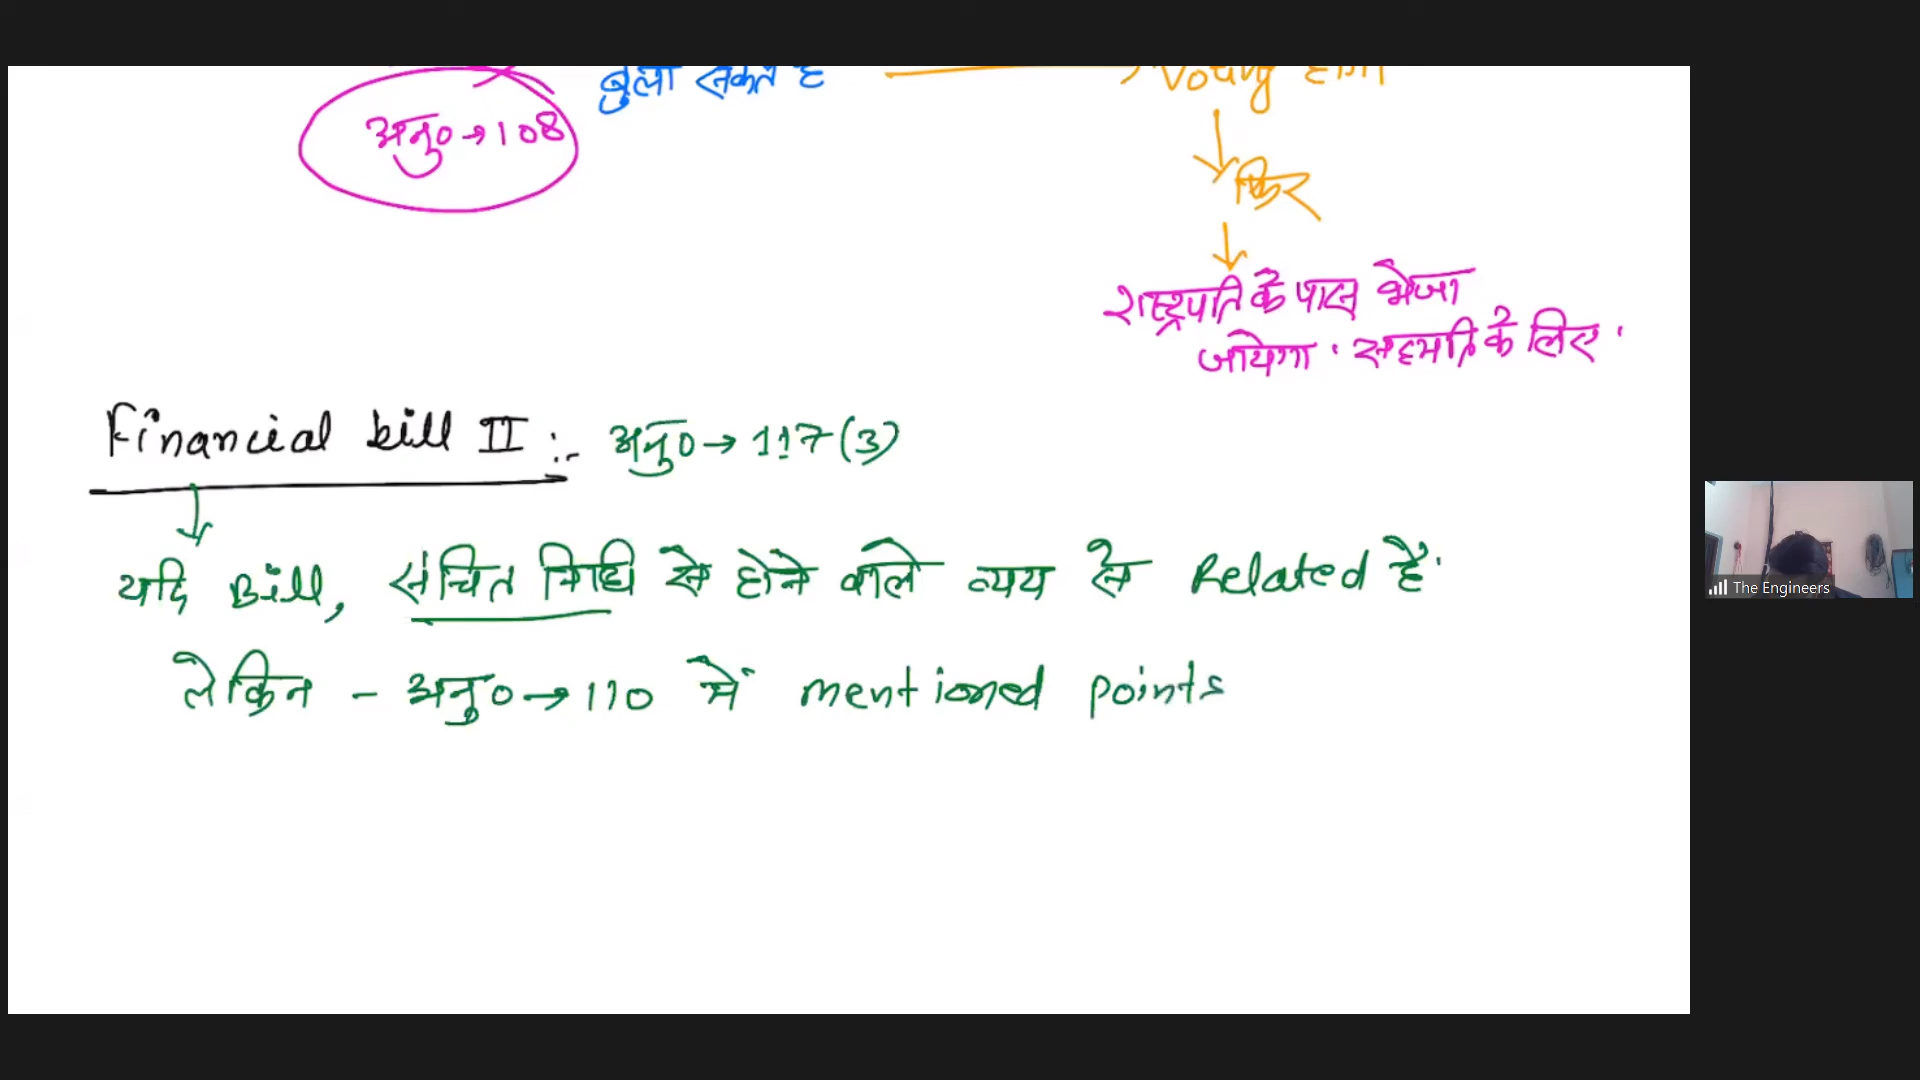 बुला सकते है → Voting होगा
अनु० → 108
फिर
राष्ट्रपति के पास भेजा
जायेगा · सहमति के लिए ·
Financial bill II :- अनु० → 117(3)
यदि Bill, संचित निधि से होने वाले व्यय से Related है·
लेकिन - अनु० → 110 में mentioned points
The Engineers